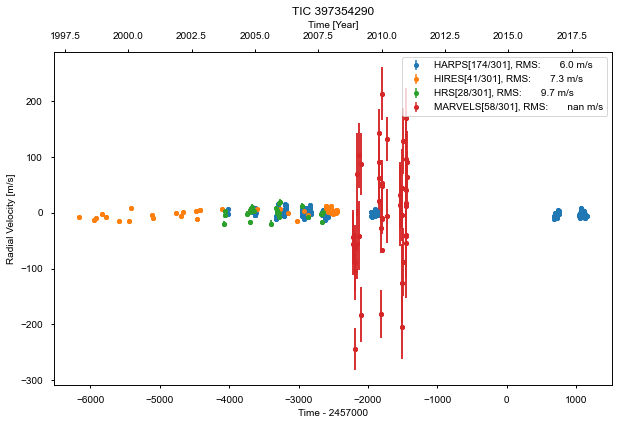 TIC 397354290
Time [Year]
1997.5 2000.0 2002.5 2005.0 2007.5 2010.0 2012.5 2015.0 2017.5
HARPS[174/301], RMS: 6.0 m/s
HIRES[41/301], RMS: 7.3 m/s
HRS[28/301], RMS: 9.7 m/s
MARVELS[58/301], RMS: nan m/s
Radial Velocity [m/s]
200
100
0
−100
−200
−300
−6000 −5000 −4000 −3000 −2000 −1000 0 1000
Time - 2457000